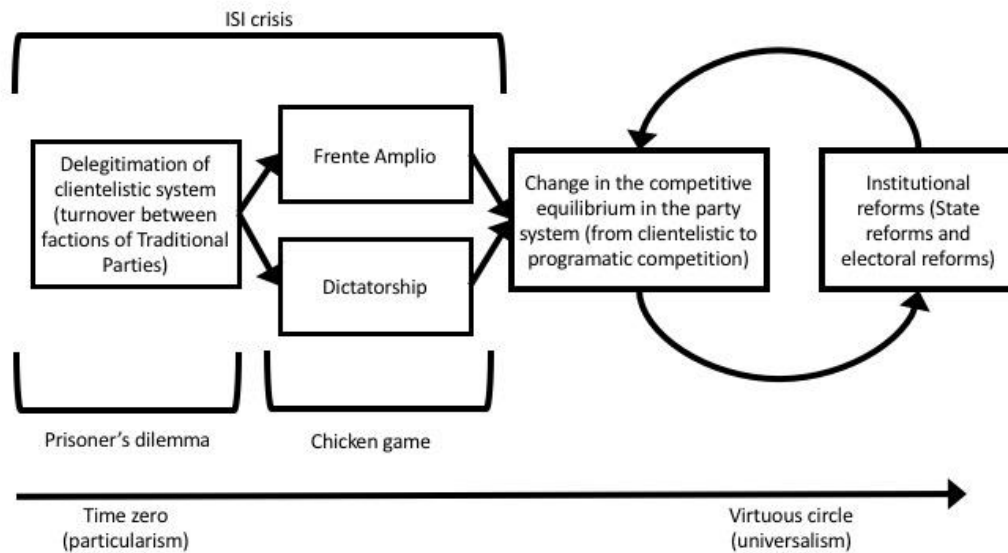 ISI crisis
Delegitimation of
clientelistic system
(turnover between
factions of Traditional
Parties)
Frente Amplio
Dictatorship
Change in the competitive
equilibrium in the party
system (from clientelistic to
programatic competition)
Institutional
reforms (State
reforms and
electoral reforms)
Prisoner's dilemma
Chicken game
Time zero
(particularism)
Virtuous circle
(universalism)